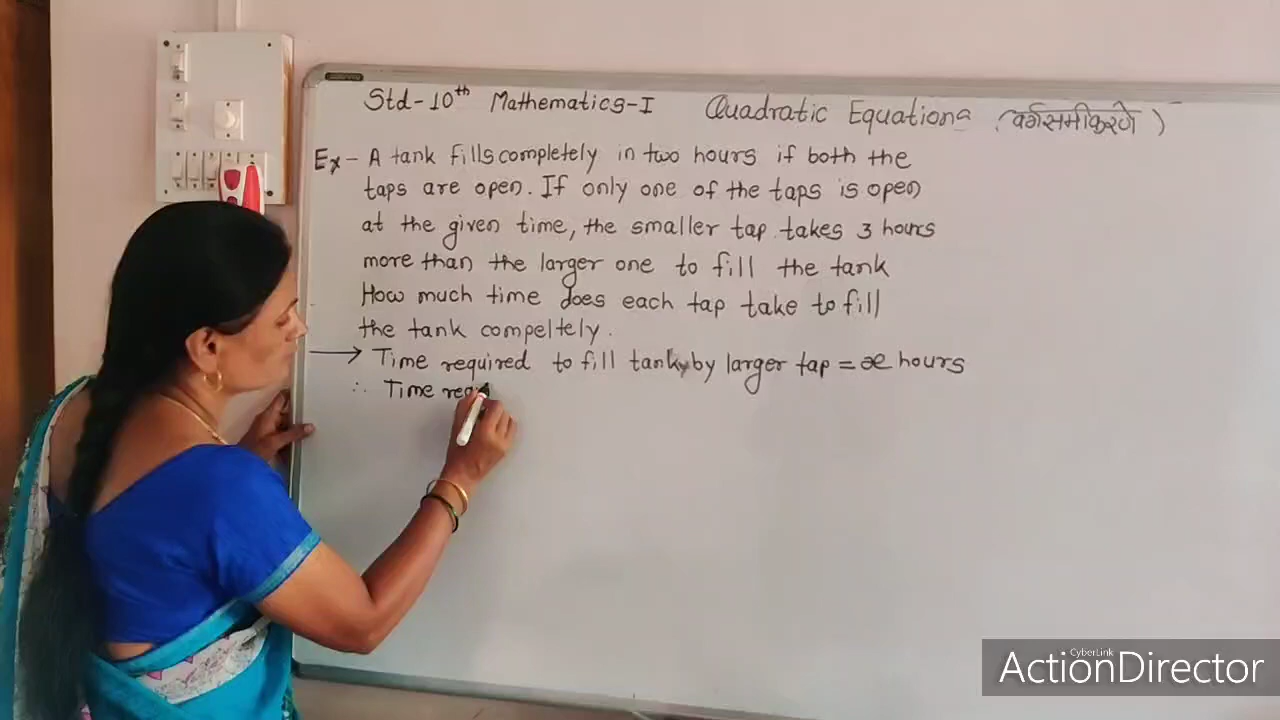 Std-10th Mathematics-I Quadratic Equations (वर्गसमीकरणे)
Ex- A tank fills completely in two hours if both the
taps are open. If only one of the taps is open
at the given time, the smaller tap takes 3 hours
more than the larger one to fill the tank
How much time does each tap take to fill
the tank compeltely.
→ Time required to fill tank by larger tap = x hours
∴ Time req
CyberLink
ActionDirector